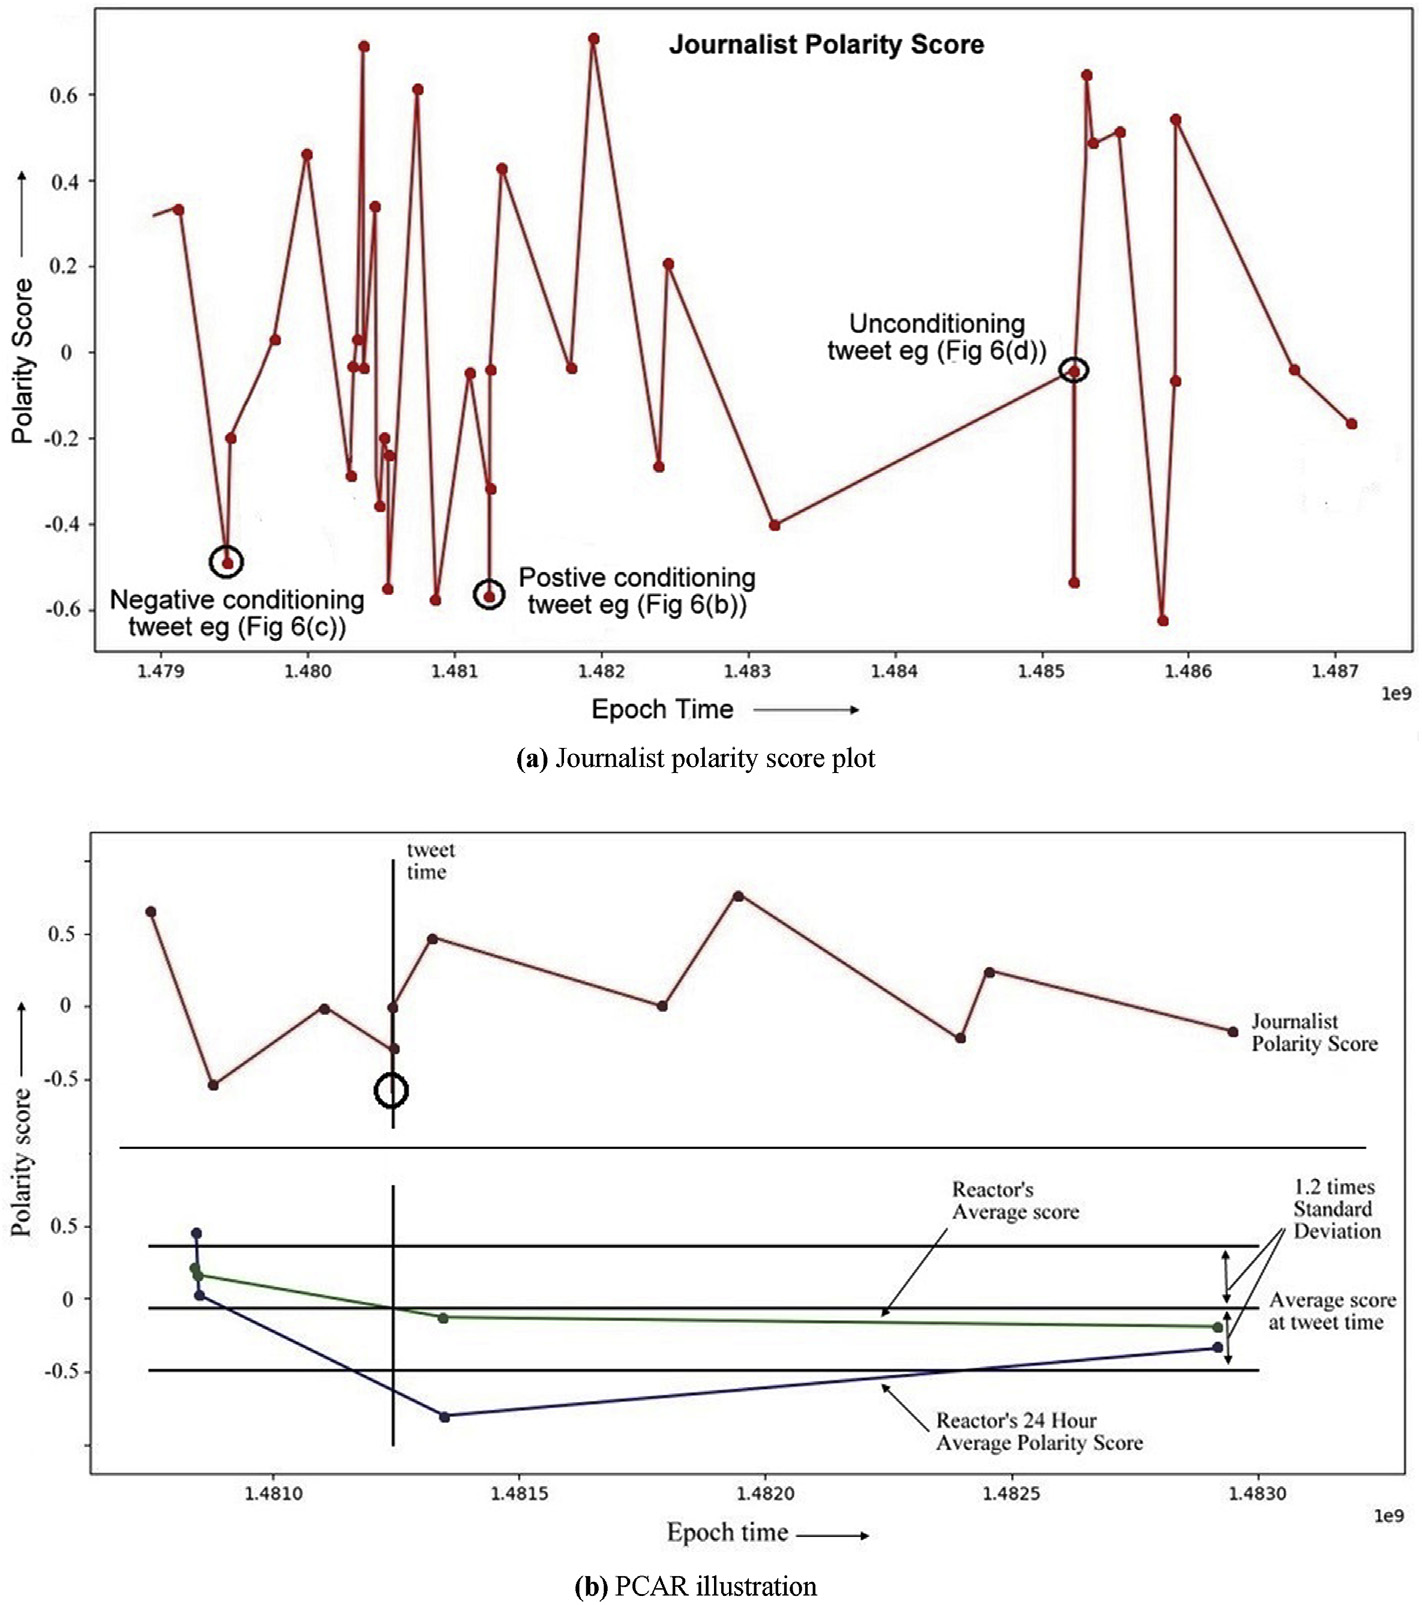 Journalist Polarity Score
0.6
0.4
0.2
0
-0.2
-0.4
-0.6
Polarity Score
Unconditioning
tweet eg (Fig 6(d))
Negative conditioning
tweet eg (Fig 6(c))
Postive conditioning
tweet eg (Fig 6(b))
1.479 1.480 1.481 1.482 1.483 1.484 1.485 1.486 1.487
1e9
Epoch Time
(a) Journalist polarity score plot
tweet
time
0.5
0
-0.5
Journalist
Polarity Score
Polarity score
0.5
0
-0.5
Reactor's
Average score
1.2 times
Standard
Deviation
Average score
at tweet time
Reactor's 24 Hour
Average Polarity Score
1.4810 1.4815 1.4820 1.4825 1.4830
1e9
Epoch time
(b) PCAR illustration